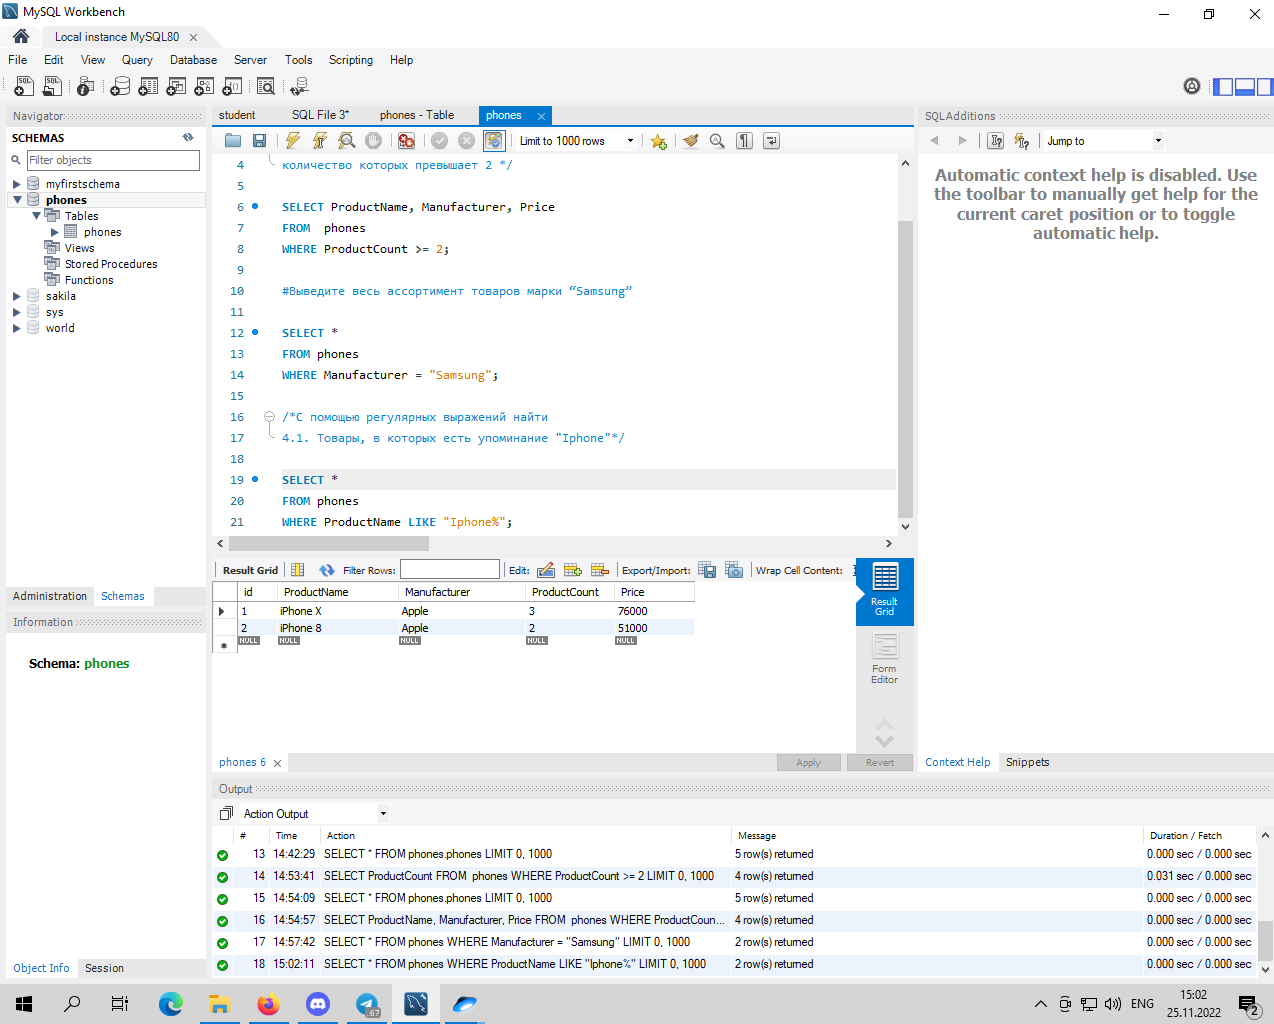 MySQL Workbench
Local instance MySQL80
File Edit View Query Database Server Tools Scripting Help
Navigator
SCHEMAS
Filter objects
myfirstschema
phones
Tables
phones
Views
Stored Procedures
Functions
sakila
sys
world
Administration Schemas
Information
Schema: phones
Object Info Session
student SQL File 3* phones - Table phones
Limit to 1000 rows
4 количество которых превышает 2 */
5
6 SELECT ProductName, Manufacturer, Price
7 FROM phones
8 WHERE ProductCount >= 2;
9
10 #Выведите весь ассортимент товаров марки “Samsung”
11
12 SELECT *
13 FROM phones
14 WHERE Manufacturer = "Samsung";
15
16 /*С помощью регулярных выражений найти
17 4.1. Товары, в которых есть упоминание "Iphone"*/
18
19 SELECT *
20 FROM phones
21 WHERE ProductName LIKE "Iphone%";
Result Grid Filter Rows: Edit: Export/Import: Wrap Cell Content:
id ProductName Manufacturer ProductCount Price
1 iPhone X Apple 3 76000
2 iPhone 8 Apple 2 51000
NULL NULL NULL NULL NULL
Result
Grid
Form
Editor
phones 6
Apply Revert
SQLAdditions
Jump to
Automatic context help is disabled. Use
the toolbar to manually get help for the
current caret position or to toggle
automatic help.
Context Help Snippets
Output
Action Output
# Time Action Message Duration / Fetch
13 14:42:29 SELECT * FROM phones.phones LIMIT 0, 1000 5 row(s) returned 0.000 sec / 0.000 sec
14 14:53:41 SELECT ProductCount FROM phones WHERE ProductCount >= 2 LIMIT 0, 1000 4 row(s) returned 0.031 sec / 0.000 sec
15 14:54:09 SELECT * FROM phones.phones LIMIT 0, 1000 5 row(s) returned 0.000 sec / 0.000 sec
16 14:54:57 SELECT ProductName, Manufacturer, Price FROM phones WHERE ProductCoun... 4 row(s) returned 0.000 sec / 0.000 sec
17 14:57:42 SELECT * FROM phones WHERE Manufacturer = "Samsung" LIMIT 0, 1000 2 row(s) returned 0.000 sec / 0.000 sec
18 15:02:11 SELECT * FROM phones WHERE ProductName LIKE "Iphone%" LIMIT 0, 1000 2 row(s) returned 0.000 sec / 0.000 sec
.67
ENG
15:02
25.11.2022
2